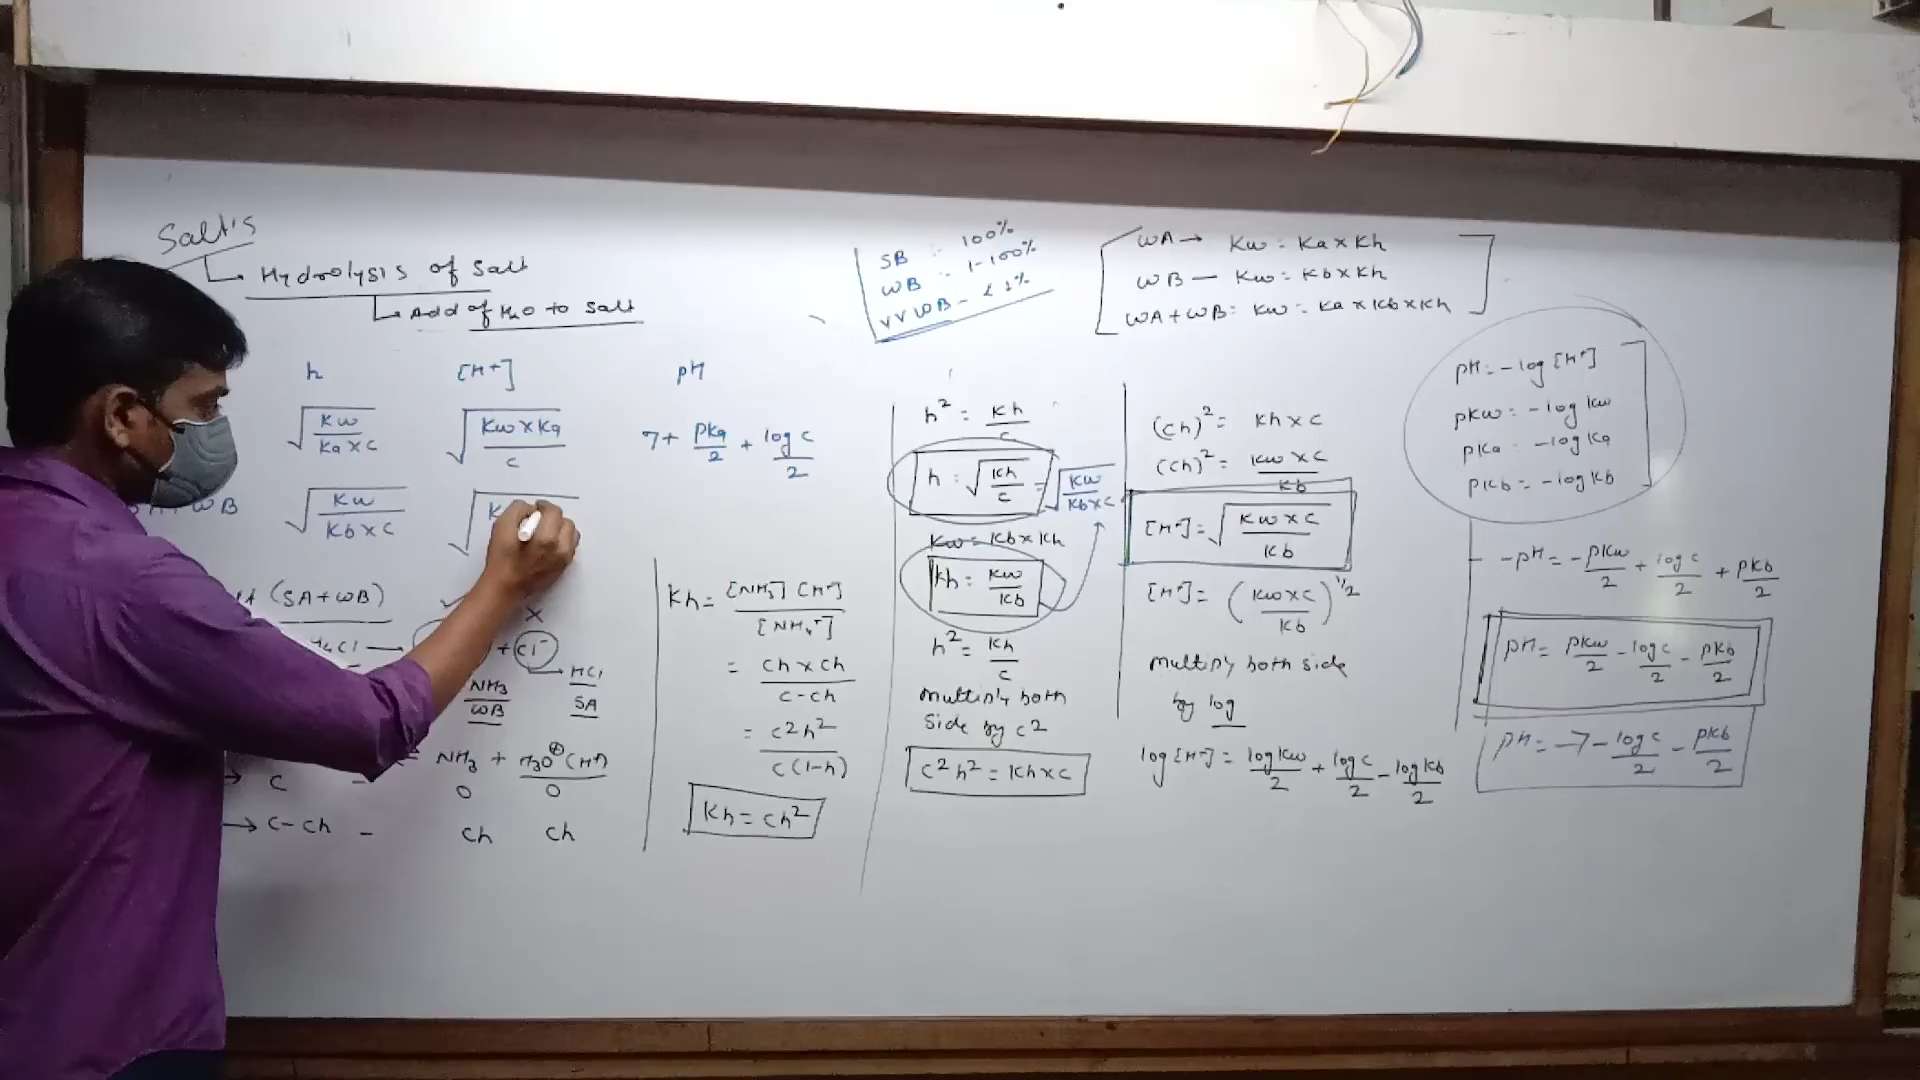 Salt's
Hydrolysis of salt
Add of H2O to salt
SB : 100%
WB : 1-100%
VVWB - < 1%
WA → Kw = Ka x Kh
WB — Kw = Kb x Kh
WA + WB = Kw = Ka x Kb x Kh
h [H+] pH
√(Kw / Ka x C) √(Kw x Ka / C) 7 + pKa/2 + log C/2
WB √(Kw / Kb x C) √(K
(SA + WB)
+ Cl⁻
X
HCl
SA
NH3
WB
NH3 + H3O⊕ (H+)
→ C - 0 0
→ C - Ch - Ch Ch
Kh = [NH3] [H+] / [NH4+]
= Ch x Ch / C - Ch
= C2h2 / C(1-h)
Kh = Ch2
h2 = Kh / C
h = √(Kh / C) = √(Kw / Kb x C)
Kw = Kb x Kh
Kh = Kw / Kb
h2 = Kh / C
multiply both
side by C2
C2h2 = Kh x C
(Ch)2 = Kh x C
(Ch)2 = Kw x C / Kb
[H+] = √(Kw x C / Kb)
[H+] = (Kw x C / Kb)1/2
multiply both side
by log
log [H+] = log Kw/2 + log C/2 - log Kb/2
pH = - log [H+]
pKw = - log Kw
pKa = - log Ka
pKb = - log Kb
- pH = - pKw/2 + log C/2 + pKb/2
pH = pKw/2 - log C/2 - pKb/2
pH = -7 - log C/2 - pKb/2